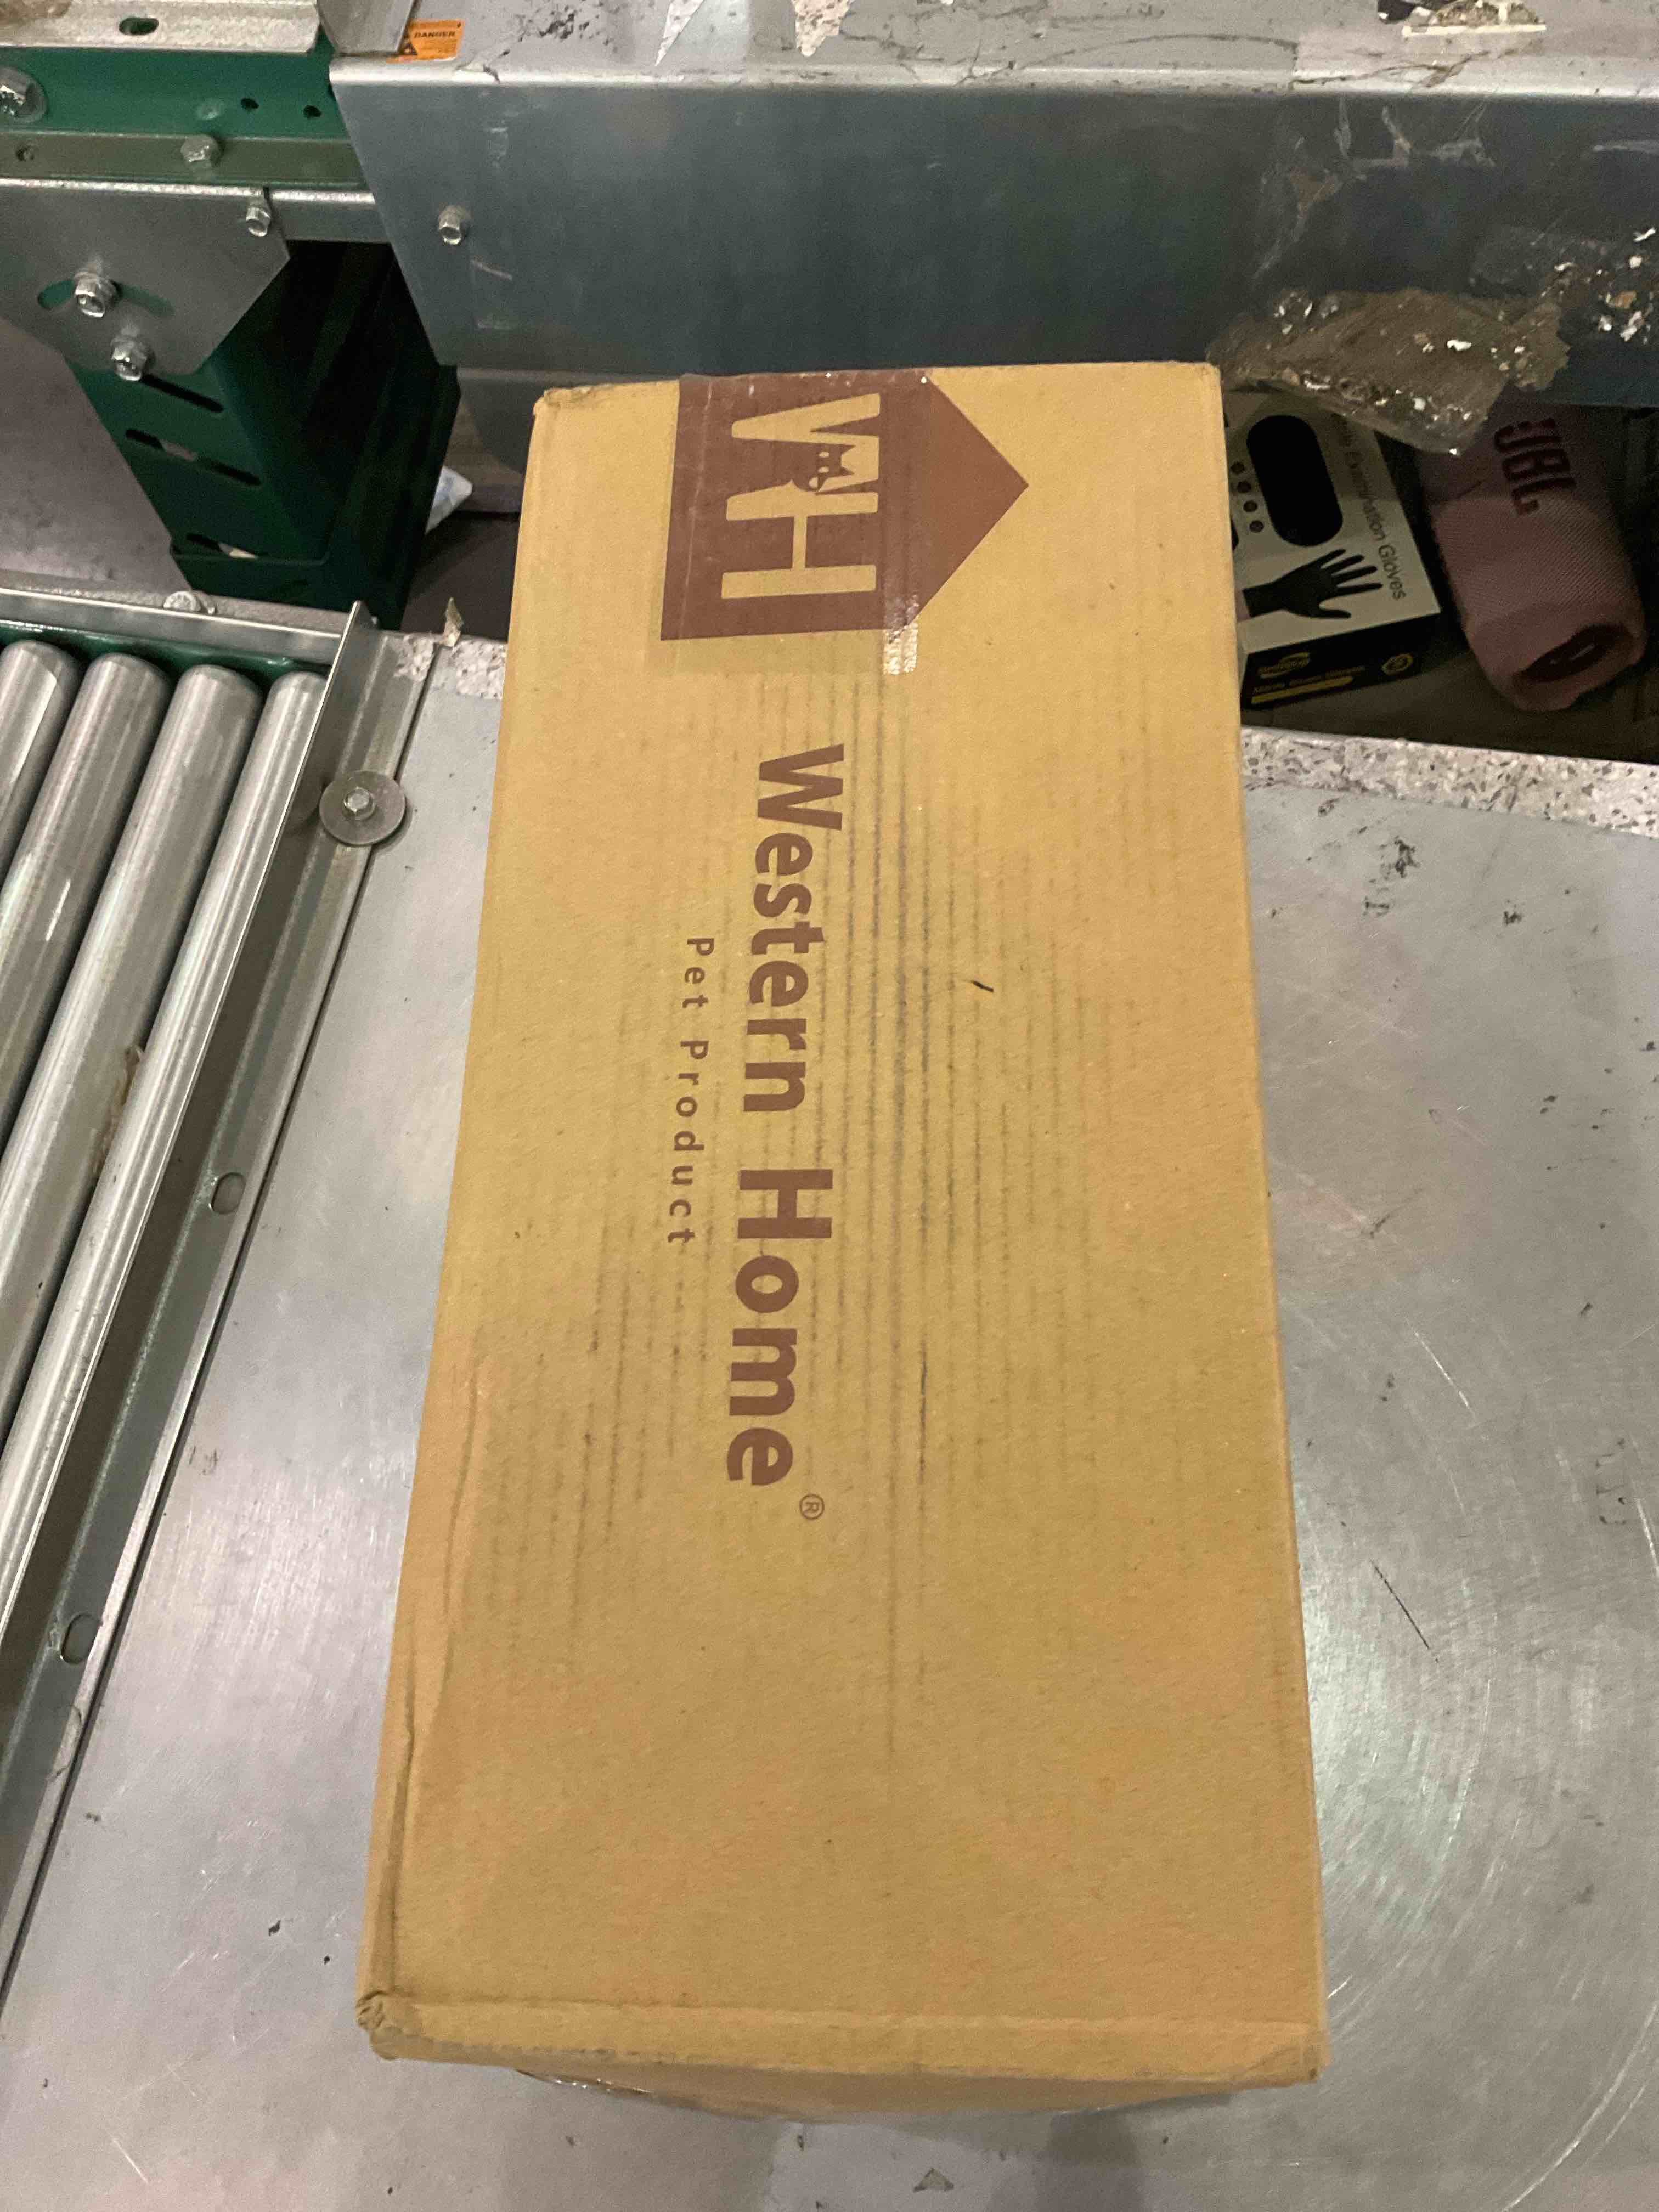 WH
Western Home ®
Pet Product
DANGER
Examination Gloves
JBL